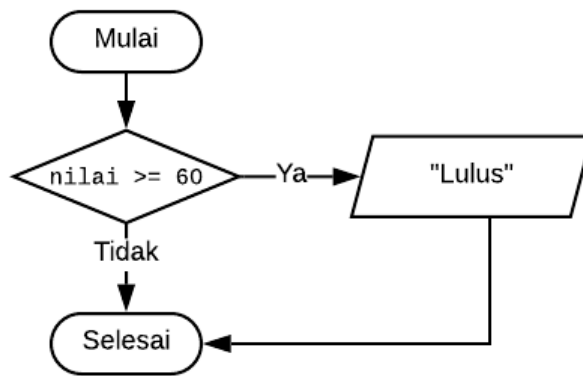 Mulai
nilai >= 60
Ya
"Lulus"
Tidak
Selesai